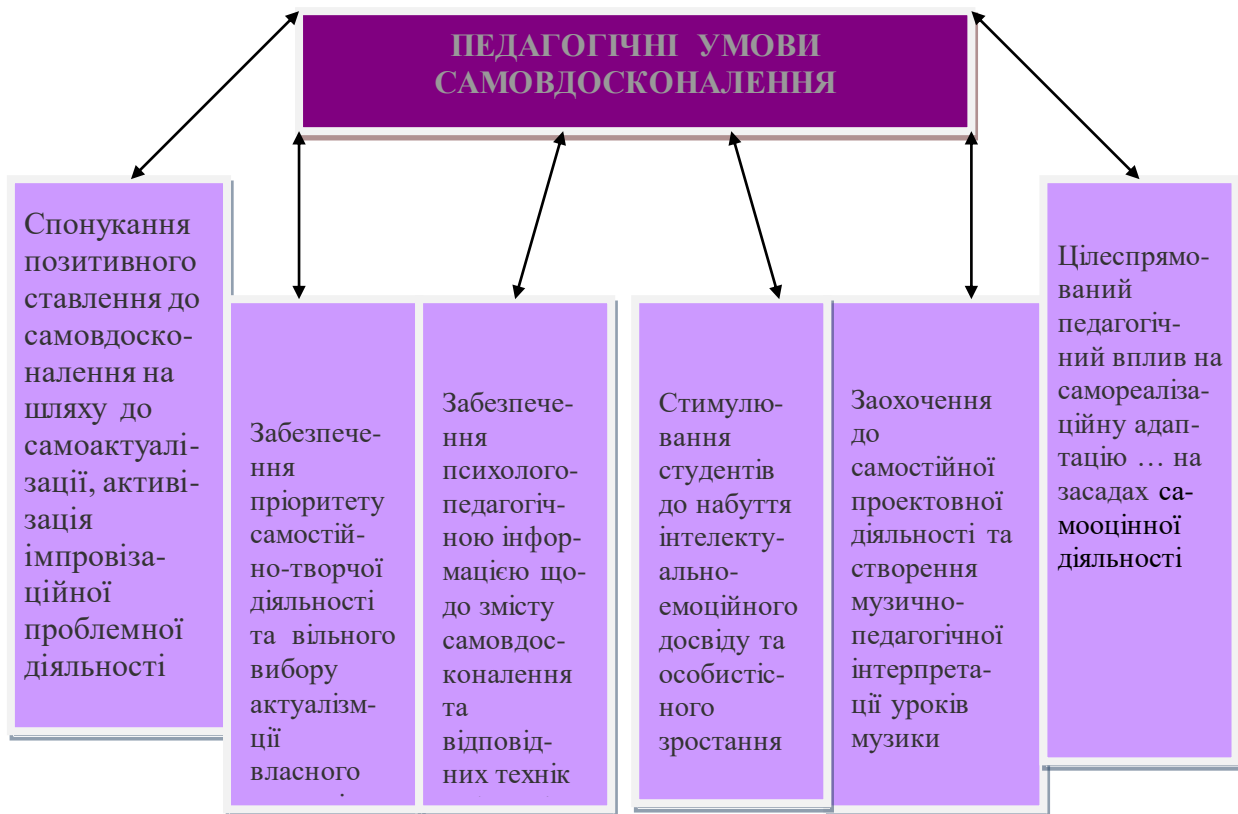 ПЕДАГОГІЧНІ УМОВИ
САМОВДОСКОНАЛЕННЯ
Спонукання
позитивного
ставлення до
самовдоско-
налення на
шляху до
самоактуалі-
зації, активі-
зація
імпровіза-
ційної
проблемної
діяльності
Забезпече-
ння
пріоритету
самостій-
но-творчої
діяльності
та вільного
вибору
актуалізм-
ції
власного
Забезпече-
ння
психолого-
педагогіч-
ною інфор-
мацією що-
до змісту
самовдос-
коналення
та
відповід-
них технік
Стимулю-
вання
студентів
до набуття
інтелекту-
ально-
емоційного
досвіду та
особистіс-
ного
зростання
Заохочення
до
самостійної
проектовної
діяльності та
створення
музично-
педагогічної
інтерпрета-
ції уроків
музики
Цілеспрямо-
ваний
педагогіч-
ний вплив на
самореаліза-
ційну адап-
тацію … на
засадах са-
мооцінної
діяльності